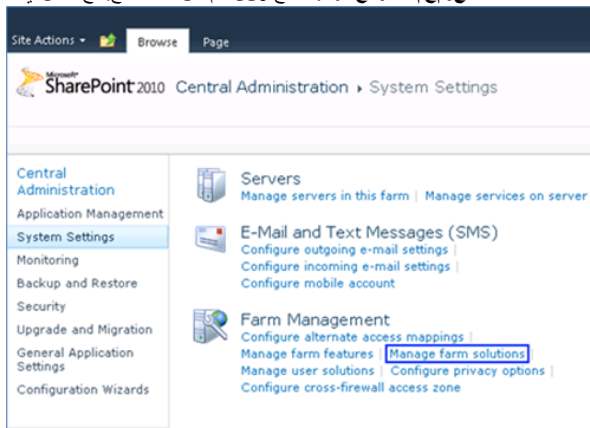 Site Actions Browse Page
Microsoft
SharePoint 2010 Central Administration System Settings
Central
Administration
Application Management
System Settings
Monitoring
Backup and Restore
Security
Upgrade and Migration
General Application
Settings
Configuration Wizards
Servers
Manage servers in this farm | Manage services on server
E-Mail and Text Messages (SMS)
Configure outgoing e-mail settings |
Configure incoming e-mail settings |
Configure mobile account
Farm Management
Configure alternate access mappings |
Manage farm features | Manage farm solutions |
Manage user solutions | Configure privacy options |
Configure cross-firewall access zone